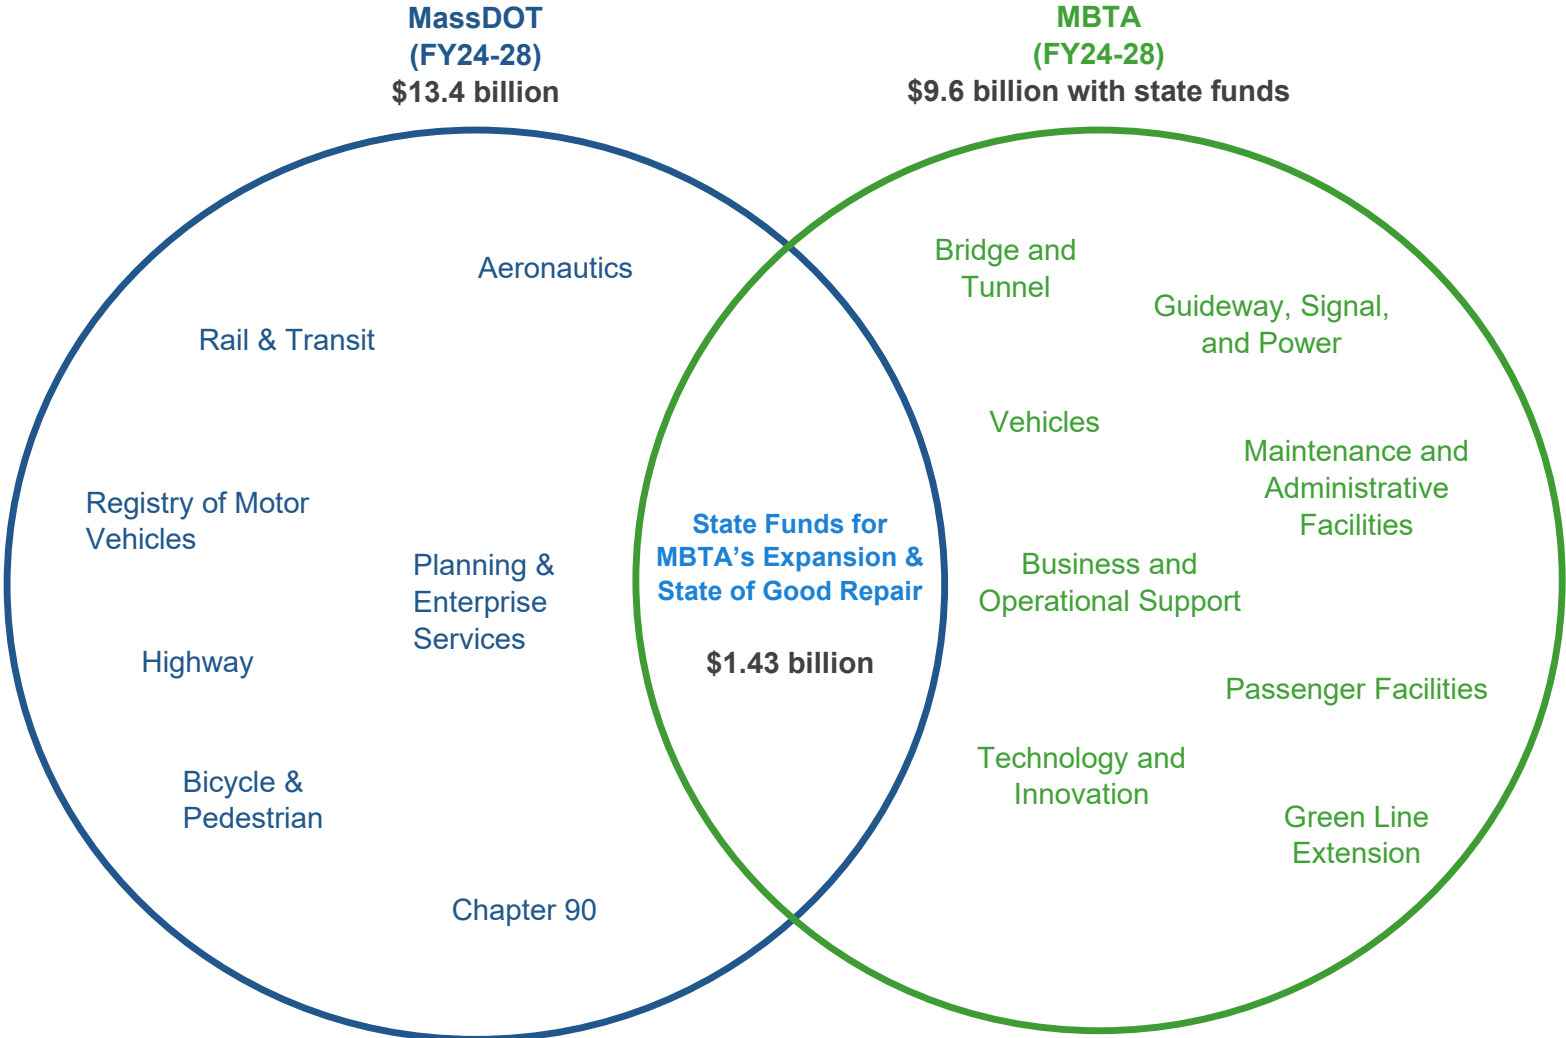 MassDOT
(FY24-28)
$13.4 billion
MBTA
(FY24-28)
$9.6 billion with state funds
Aeronautics
Rail & Transit
Registry of Motor
Vehicles
Planning &
Enterprise
Services
Highway
Bicycle &
Pedestrian
Chapter 90
State Funds for
MBTA’s Expansion &
State of Good Repair
$1.43 billion
Bridge and
Tunnel
Guideway, Signal,
and Power
Vehicles
Maintenance and
Administrative
Facilities
Business and
Operational Support
Passenger Facilities
Technology and
Innovation
Green Line
Extension